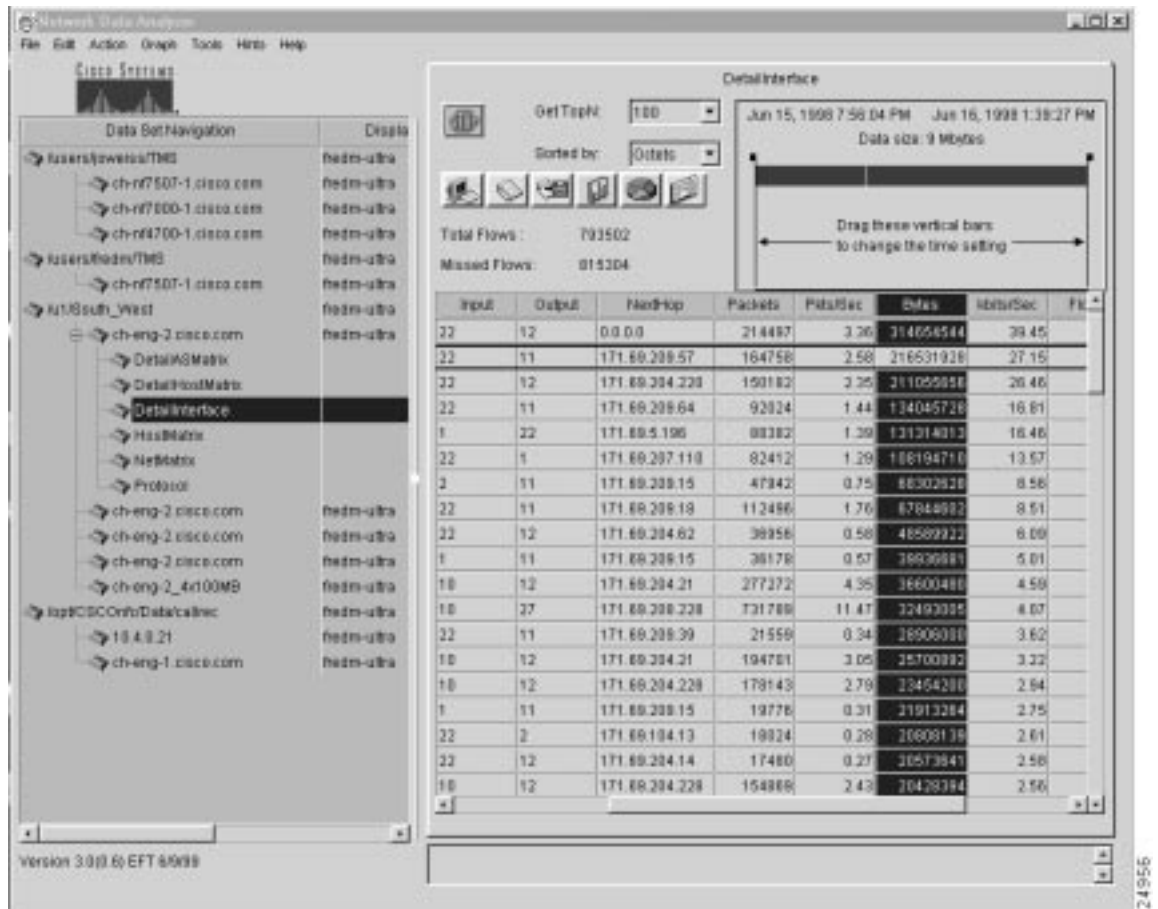 Network Data Analyzer
File Edit Action Graph Tools Hints Help
CISCO SYSTEMS
Data Set Navigation Displa
/users/joweiss/TMS fredm-ultra
ch-nf7507-1.cisco.com fredm-ultra
ch-nf7000-1.cisco.com fredm-ultra
ch-nf4700-1.cisco.com fredm-ultra
/users/fredm/TMS fredm-ultra
ch-nf7507-1.cisco.com fredm-ultra
/u1/South_West fredm-ultra
ch-eng-2.cisco.com fredm-ultra
DetailASMatrix
DetailHostMatrix
DetailInterface
HostMatrix
NetMatrix
Protocol
ch-eng-2.cisco.com fredm-ultra
ch-eng-2.cisco.com fredm-ultra
ch-eng-2.cisco.com fredm-ultra
ch-eng-2_4x100MB fredm-ultra
/opt/CSCOnfc/Data/callrec fredm-ultra
10.4.0.21 fredm-ultra
ch-eng-1.cisco.com fredm-ultra
Version 3.0(0.6) EFT
DetailInterface
Get TopN: 100
Sorted by: Octets
Jun 15, 1998 7:56:04 PM Jun 16, 1998 1:39:27 PM
Data size: 9 Mbytes
Drag these vertical bars
to change the time setting
Total Flows : 793502
Missed Flows: 815304
Input Output NextHop Packets Pkts/Sec Bytes kbits/Sec
22 12 0.0.0.0 214497 3.36 314654544 39.45
22 11 171.69.209.57 164758 2.58 216531928 27.15
22 12 171.69.204.220 150182 2.35 211055058 26.46
22 11 171.69.209.64 92024 1.44 134045728 16.81
1 22 171.69.5.196 1.39 131314013 16.46
22 1 171.69.207.110 82412 1.29 108194710 13.57
2 11 171.69.209.15 47942 0.75 68302628 8.56
22 11 171.69.209.18 112496 1.76 67844602 8.51
22 12 171.69.204.62 36956 0.58 48589922 6.09
1 11 171.69.209.15 36178 0.57 39936681 5.01
10 12 171.69.204.21 277272 4.35 36600480 4.59
10 27 171.69.200.228 731789 11.47 32493005 4.07
22 11 171.69.209.39 21559 0.34 28906000 3.62
10 12 171.69.204.21 194701 3.05 25700892 3.22
10 12 171.69.204.228 178143 2.79 23454200 2.94
1 11 171.69.209.15 19776 0.31 21913284 2.75
22 2 171.69.104.13 18024 0.28 20808139 2.61
22 12 171.69.204.14 17480 0.27 20573641 2.58
10 12 171.69.204.228 154869 2.43 20428394 2.56
24956